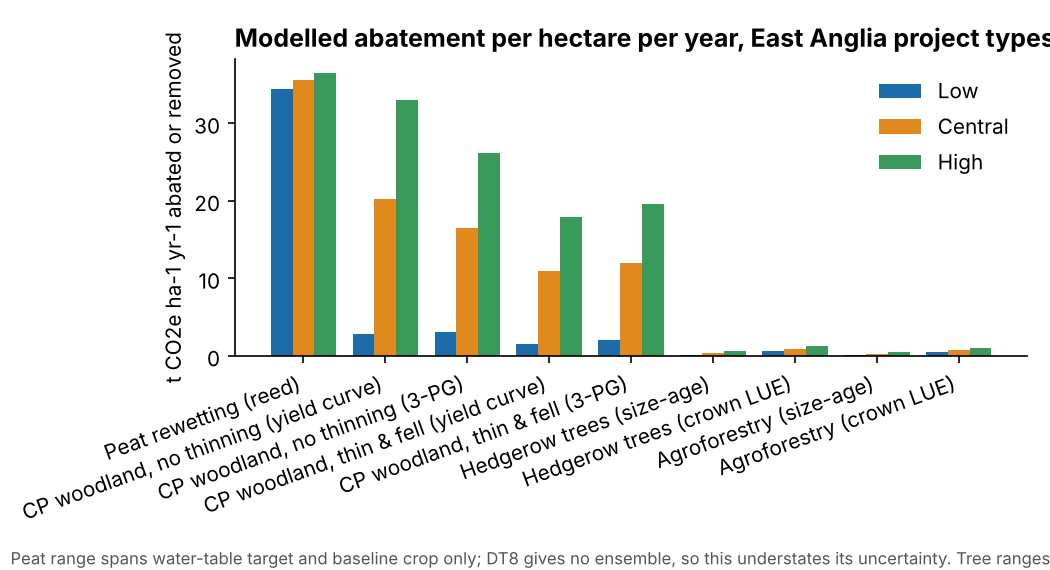 Modelled abatement per hectare per year, East Anglia project types
t CO2e ha-1 yr-1 abated or removed
30
20
10
0
Low
Central
High
Peat rewetting (reed)
CP woodland, no thinning (yield curve)
CP woodland, no thinning (3-PG)
CP woodland, thin & fell (yield curve)
CP woodland, thin & fell (3-PG)
Hedgerow trees (size-age)
Hedgerow trees (crown LUE)
Agroforestry (size-age)
Agroforestry (crown LUE)
Peat range spans water-table target and baseline crop only; DT8 gives no ensemble, so this understates its uncertainty. Tree ranges